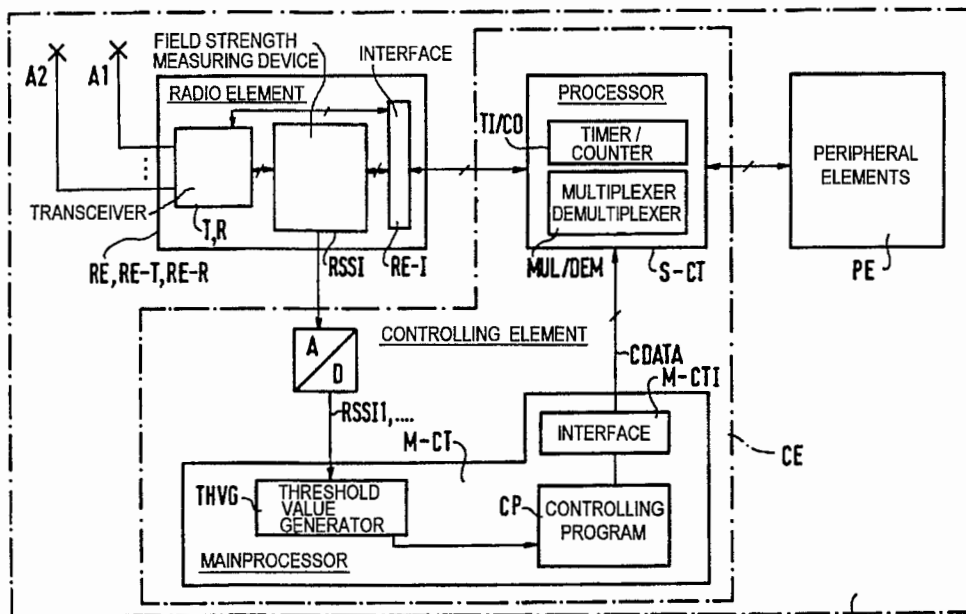 FIELD STRENGTH
MEASURING DEVICE
INTERFACE
A2
A1
RADIO ELEMENT
PROCESSOR
TI/CO
TIMER /
COUNTER
MULTIPLEXER
DEMULTIPLEXER
PERIPHERAL
ELEMENTS
TRANSCEIVER
T,R
RE,RE-T,RE-R
RSSI
RE-I
MUL/DEM
S-CT
PE
CONTROLLING ELEMENT
A
D
CDATA
M-CTI
RSSI1,....
M-CT
INTERFACE
CE
THVG
THRESHOLD
VALUE
GENERATOR
CP
CONTROLLING
PROGRAM
MAINPROCESSOR